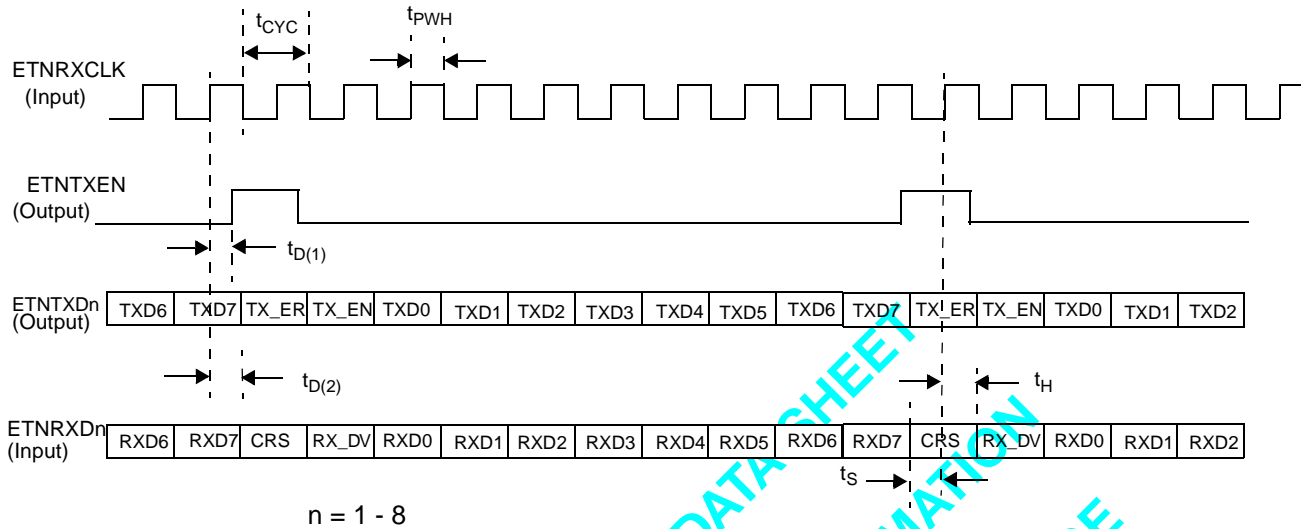 tCYC
tPWH
ETNRXCLK
(Input)
ETNTXEN
(Output)
tD(1)
ETNTXDn
(Output)
TXD6 TXD7 TX_ER TX_EN TXD0 TXD1 TXD2 TXD3 TXD4 TXD5 TXD6 TXD7 TX_ER TX_EN TXD0 TXD1 TXD2
tD(2)
tH
ETNRXDn
(Input)
RXD6 RXD7 CRS RX_DV RXD0 RXD1 RXD2 RXD3 RXD4 RXD5 RXD6 RXD7 CRS RX_DV RXD0 RXD1 RXD2
tS
n = 1 - 8
DATA SHEET